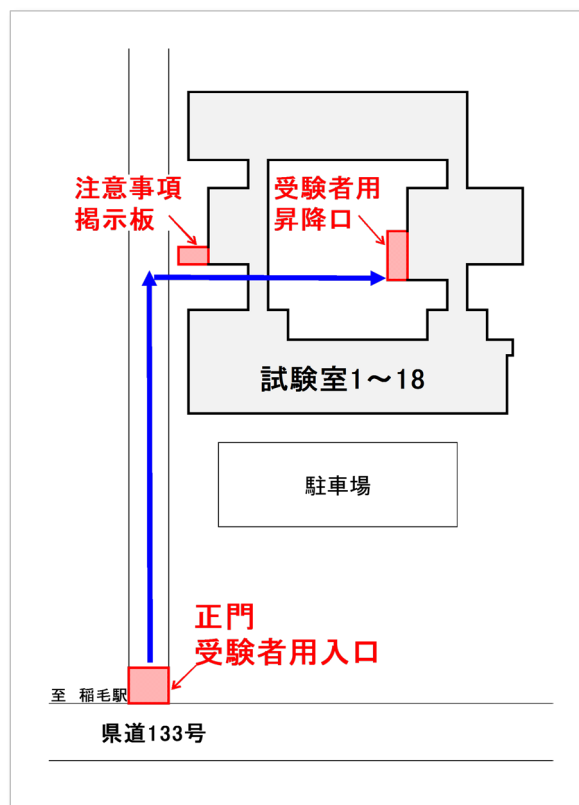 注意事項
掲示板
受験者用
昇降口
試験室1～18
駐車場
正門
受験者用入口
至 稲毛駅
県道133号